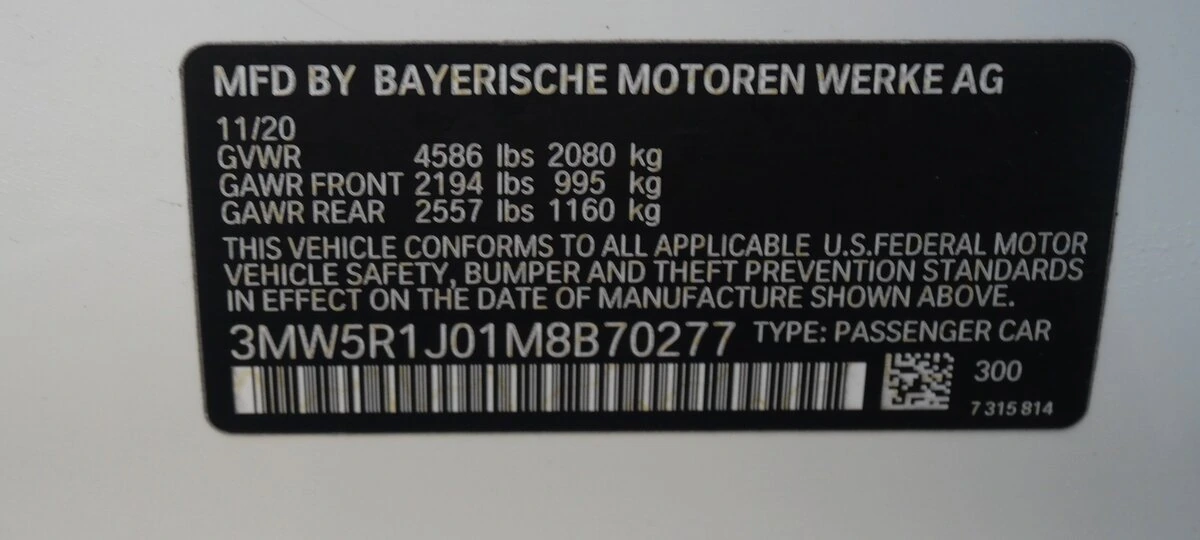 MFD BY BAYERISCHE MOTOREN WERKE AG
11/20
GVWR 4586 lbs 2080 kg
GAWR FRONT 2194 lbs 995 kg
GAWR REAR 2557 lbs 1160 kg
THIS VEHICLE CONFORMS TO ALL APPLICABLE U.S.FEDERAL MOTOR
VEHICLE SAFETY, BUMPER AND THEFT PREVENTION STANDARDS
IN EFFECT ON THE DATE OF MANUFACTURE SHOWN ABOVE.
3MW5R1J01M8B70277 TYPE: PASSENGER CAR
300
7 315 814